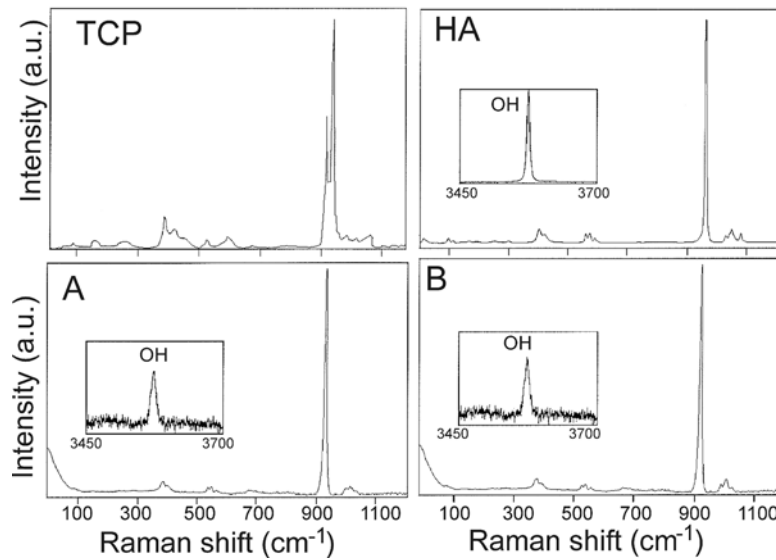 TCP
HA
Intensity (a.u.)
OH
3450 3700
A
B
Intensity (a.u.)
OH
3450 3700
OH
3450 3700
100 300 500 700 900 1100
100 300 500 700 900 1100
Raman shift (cm-1)
Raman shift (cm-1)